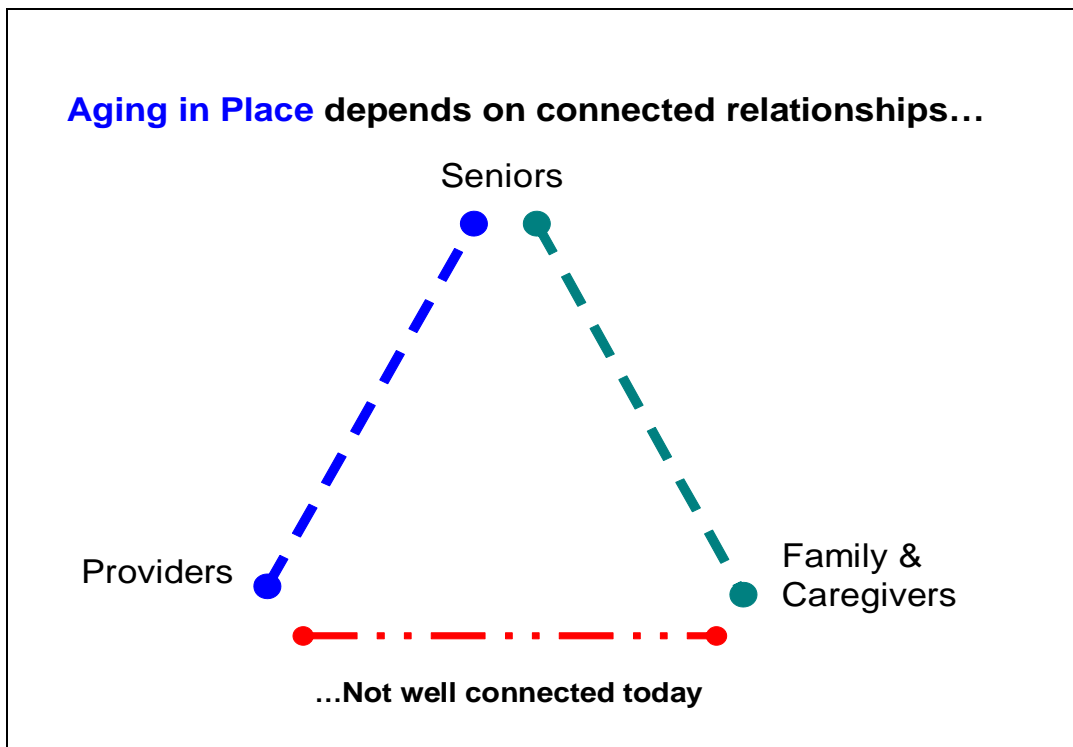 Aging in Place depends on connected relationships…
Seniors
Providers
Family &
Caregivers
…Not well connected today